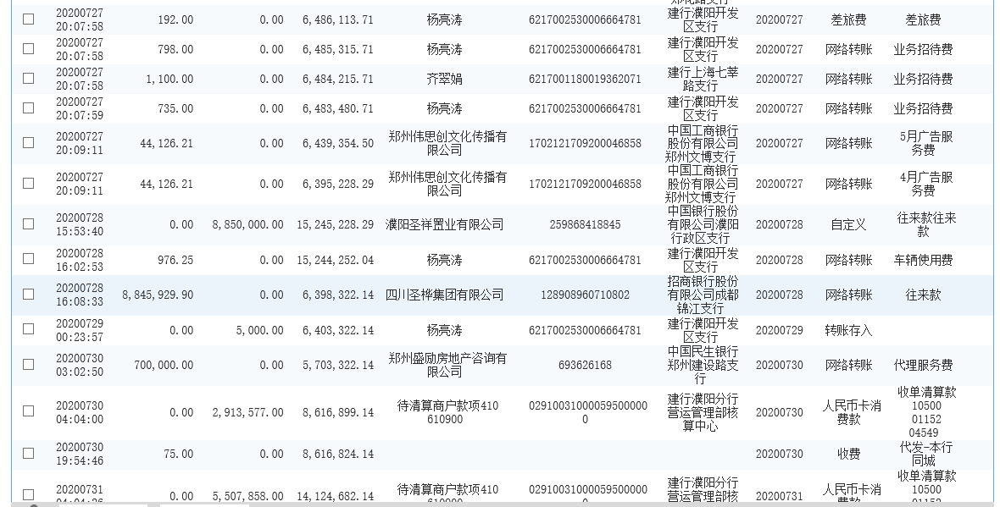 20200727 20:07:58 192.00 0.00 6,486,113.71 杨亮涛 6217002530006664781 建行濮阳开发区支行 20200727 差旅费 差旅费
20200727 20:07:58 798.00 0.00 6,485,315.71 杨亮涛 6217002530006664781 建行濮阳开发区支行 20200727 网络转账 业务招待费
20200727 20:07:58 1,100.00 0.00 6,484,215.71 齐翠娟 6217001180019362071 建行上海七莘路支行 20200727 网络转账 业务招待费
20200727 20:07:59 735.00 0.00 6,483,480.71 杨亮涛 6217002530006664781 建行濮阳开发区支行 20200727 网络转账 业务招待费
20200727 20:09:11 44,126.21 0.00 6,439,354.50 郑州伟思创文化传播有限公司 1702121709200046858 中国工商银行股份有限公司郑州文博支行 20200727 网络转账 5月广告服务费
20200727 20:09:11 44,126.21 0.00 6,395,228.29 郑州伟思创文化传播有限公司 1702121709200046858 中国工商银行股份有限公司郑州文博支行 20200727 网络转账 4月广告服务费
20200728 15:53:40 0.00 8,850,000.00 15,245,228.29 濮阳圣祥置业有限公司 259868418845 中国银行股份有限公司濮阳行政区支行 20200728 自定义 往来款往来款
20200728 16:02:53 976.25 0.00 15,244,252.04 杨亮涛 6217002530006664781 建行濮阳开发区支行 20200728 网络转账 车辆使用费
20200728 16:08:33 8,845,929.90 0.00 6,398,322.14 四川圣桦集团有限公司 128908960710802 招商银行股份有限公司成都锦江支行 20200728 网络转账 往来款
20200729 00:23:57 0.00 5,000.00 6,403,322.14 杨亮涛 6217002530006664781 建行濮阳开发区支行 20200729 转账存入
20200730 03:02:50 700,000.00 0.00 5,703,322.14 郑州盛励房地产咨询有限公司 693626168 中国民生银行郑州建设路支行 20200730 网络转账 代理服务费
20200730 04:04:00 0.00 2,913,577.00 8,616,899.14 待清算商户款项410610900 02910031000059500000 0 建行濮阳分行营运管理部核算中心 20200730 人民币卡消费款 收单清算款 10500 01152 04549
20200730 19:54:46 75.00 0.00 8,616,824.14 20200730 收费 代发-本行同城
20200731 0.00 5,507,858.00 14,124,682.14 待清算商户款项410 02910031000059500000 建行濮阳分行营运管理部核 20200731 人民币卡消 收单清算款 10500